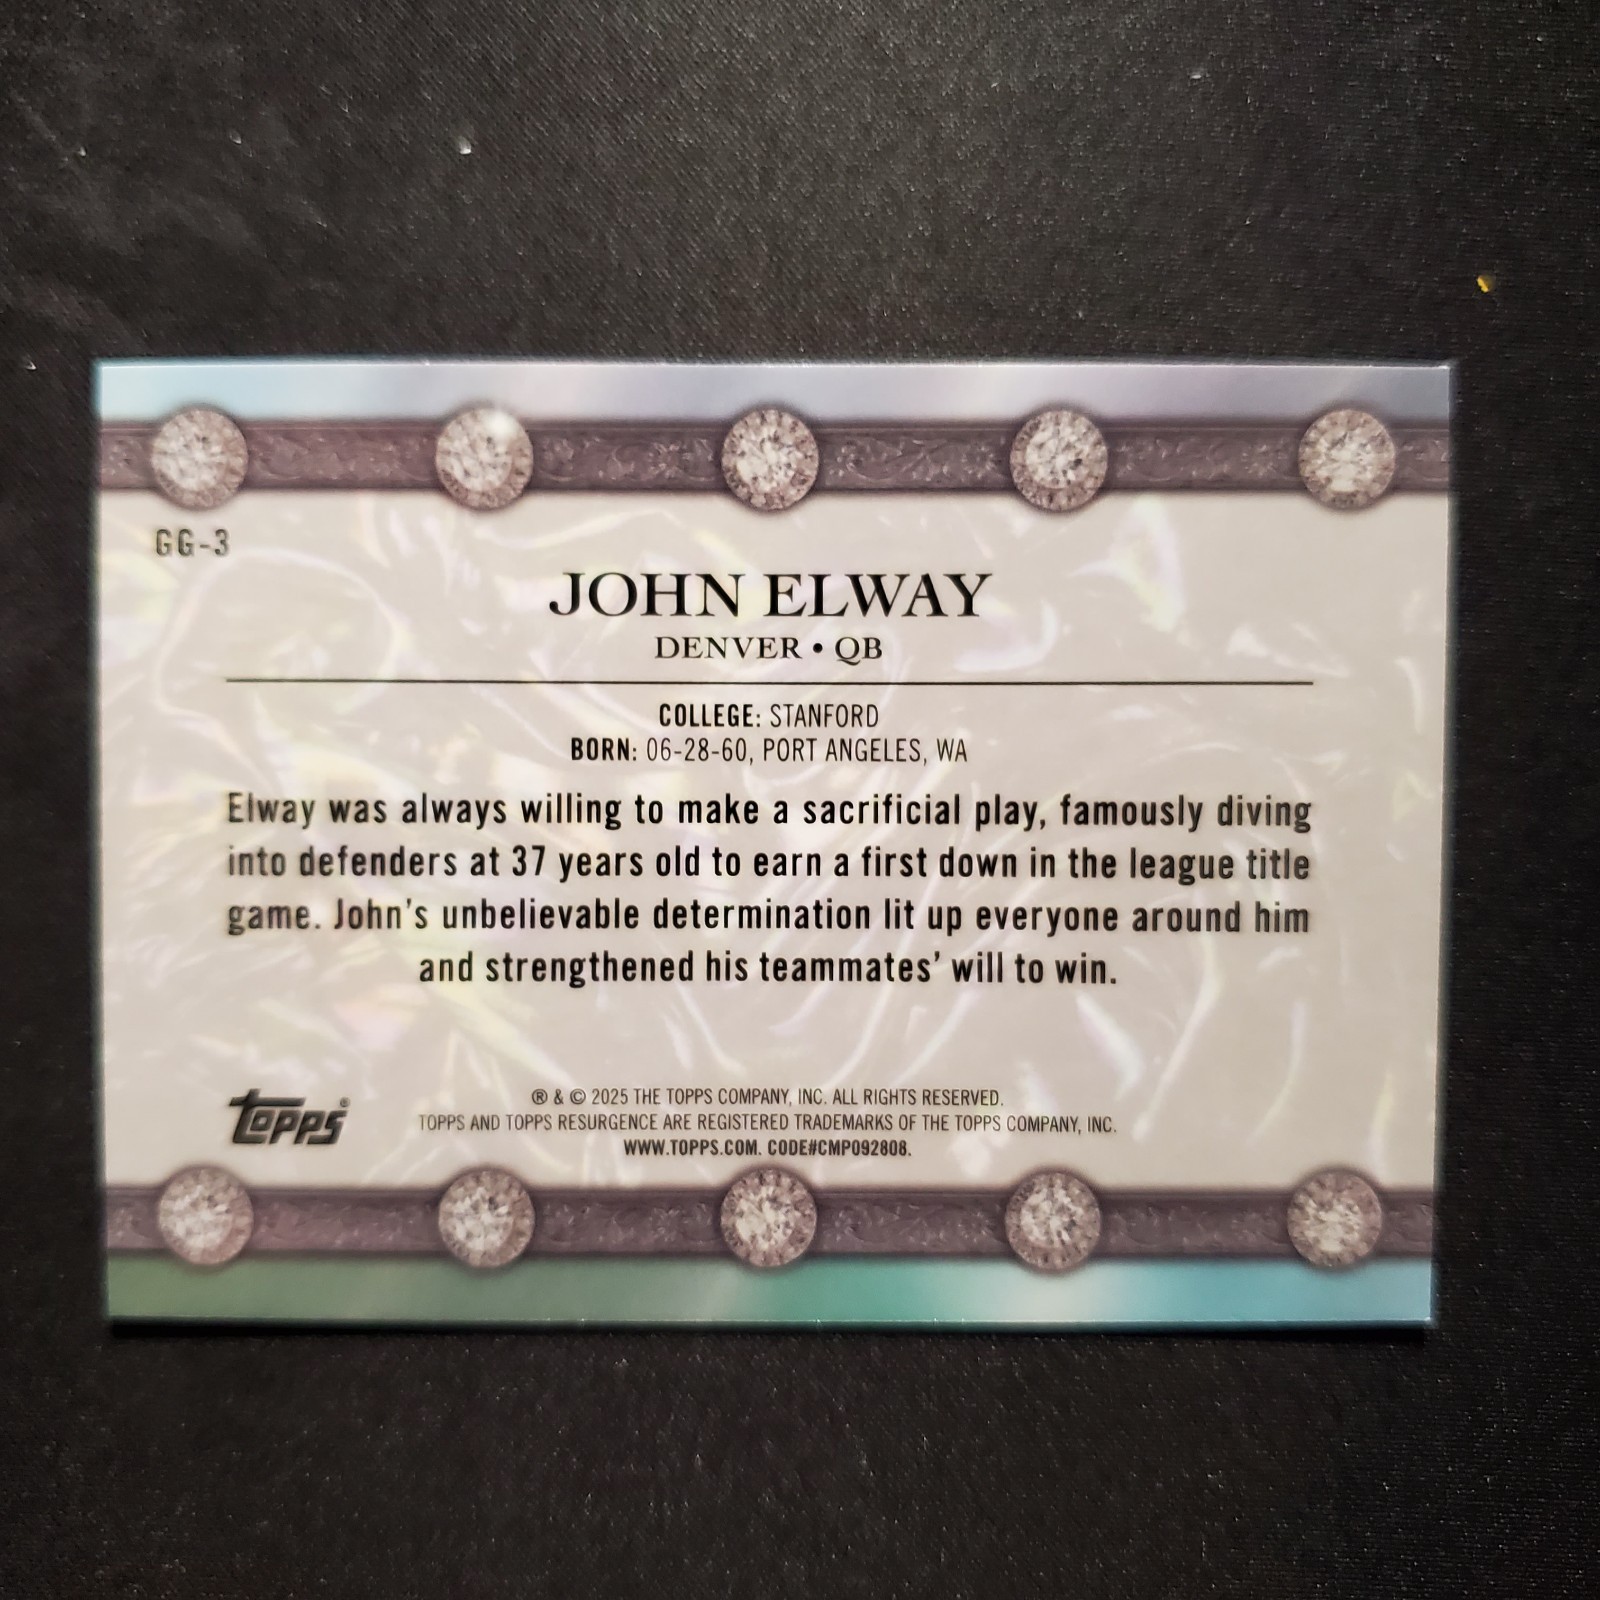 GG-3
JOHN ELWAY
DENVER • QB
COLLEGE: STANFORD
BORN: 06-28-60, PORT ANGELES, WA
Elway was always willing to make a sacrificial play, famously diving
into defenders at 37 years old to earn a first down in the league title
game. John's unbelievable determination lit up everyone around him
and strengthened his teammates' will to win.
topps®
® & © 2025 THE TOPPS COMPANY, INC. ALL RIGHTS RESERVED.
TOPPS AND TOPPS RESURGENCE ARE REGISTERED TRADEMARKS OF THE TOPPS COMPANY, INC.
WWW.TOPPS.COM. CODE#CMP092808.